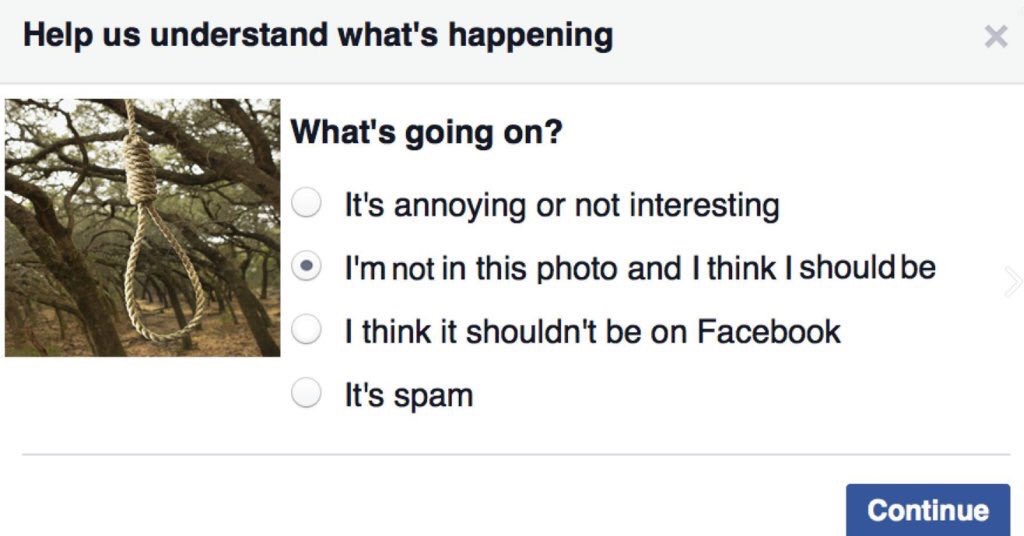 Help us understand what's happening
What's going on?
It's annoying or not interesting
I'm not in this photo and I think I should be
I think it shouldn't be on Facebook
It's spam
Continue